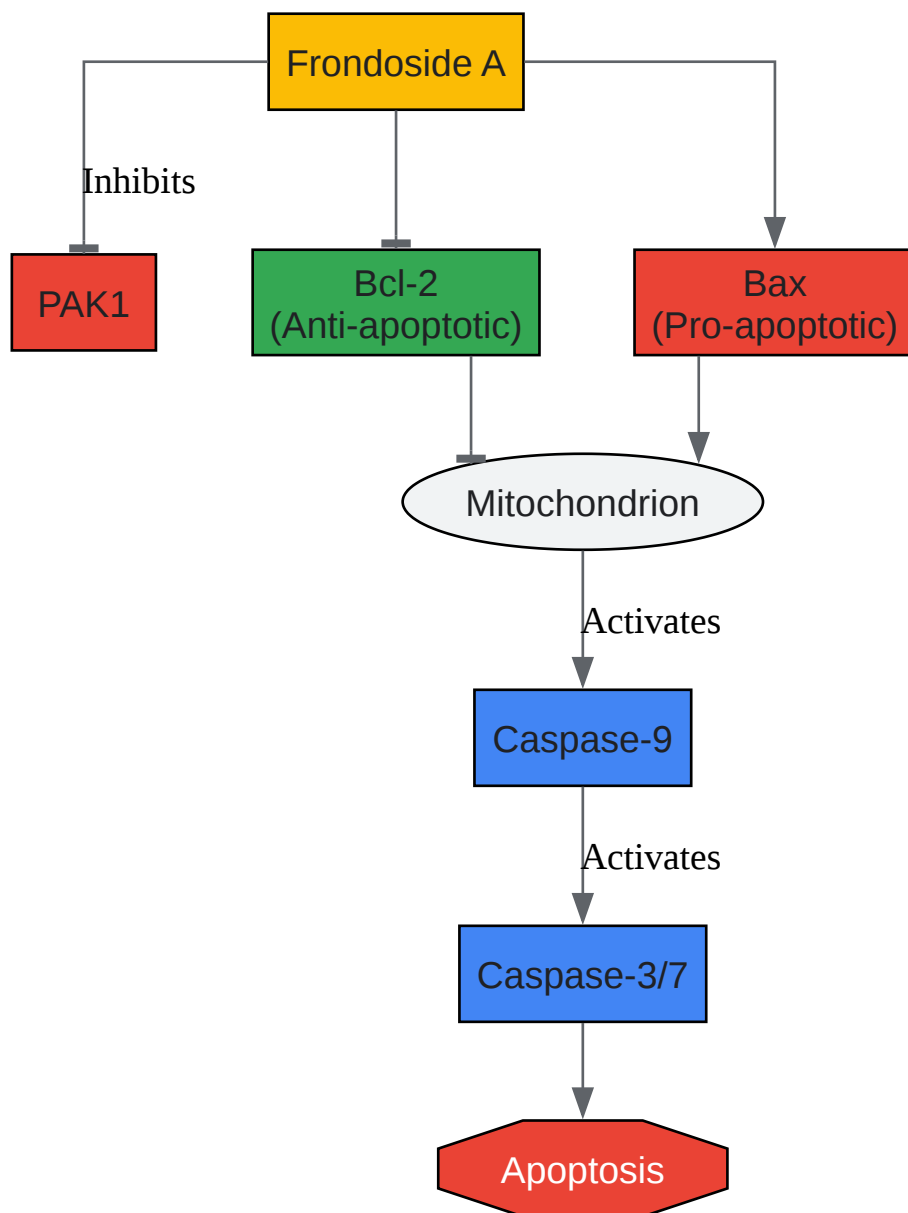 Frondoside A
Inhibits
PAK1
Bcl-2
(Anti-apoptotic)
Bax
(Pro-apoptotic)
Mitochondrion
Activates
Caspase-9
Activates
Caspase-3/7
Apoptosis